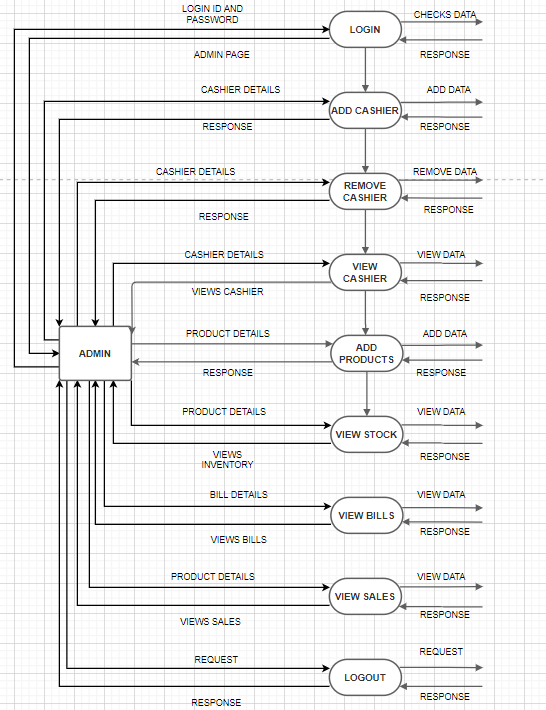 LOGIN ID AND
PASSWORD
CHECKS DATA
LOGIN
ADMIN PAGE
RESPONSE
CASHIER DETAILS
ADD DATA
ADD CASHIER
RESPONSE
RESPONSE
CASHIER DETAILS
REMOVE DATA
REMOVE
CASHIER
RESPONSE
RESPONSE
CASHIER DETAILS
VIEW DATA
VIEW
CASHIER
VIEWS CASHIER
RESPONSE
PRODUCT DETAILS
ADD DATA
ADMIN
ADD
PRODUCTS
RESPONSE
RESPONSE
PRODUCT DETAILS
VIEW DATA
VIEW STOCK
VIEWS
INVENTORY
RESPONSE
BILL DETAILS
VIEW DATA
VIEW BILLS
VIEWS BILLS
RESPONSE
PRODUCT DETAILS
VIEW DATA
VIEW SALES
VIEWS SALES
RESPONSE
REQUEST
REQUEST
LOGOUT
RESPONSE
RESPONSE